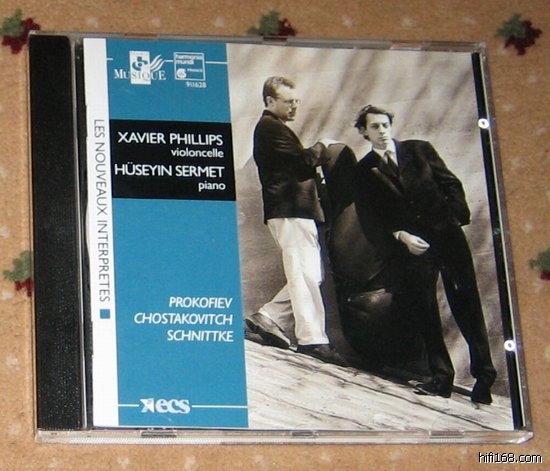 MUSIQUE
harmonia
mundi
FRANCE
911628
LES NOUVEAUX INTERPRETES
XAVIER PHILLIPS
violoncelle
HÜSEYIN SERMET
piano
PROKOFIEV
CHOSTAKOVITCH
SCHNITTKE
ecs
hifi168.com